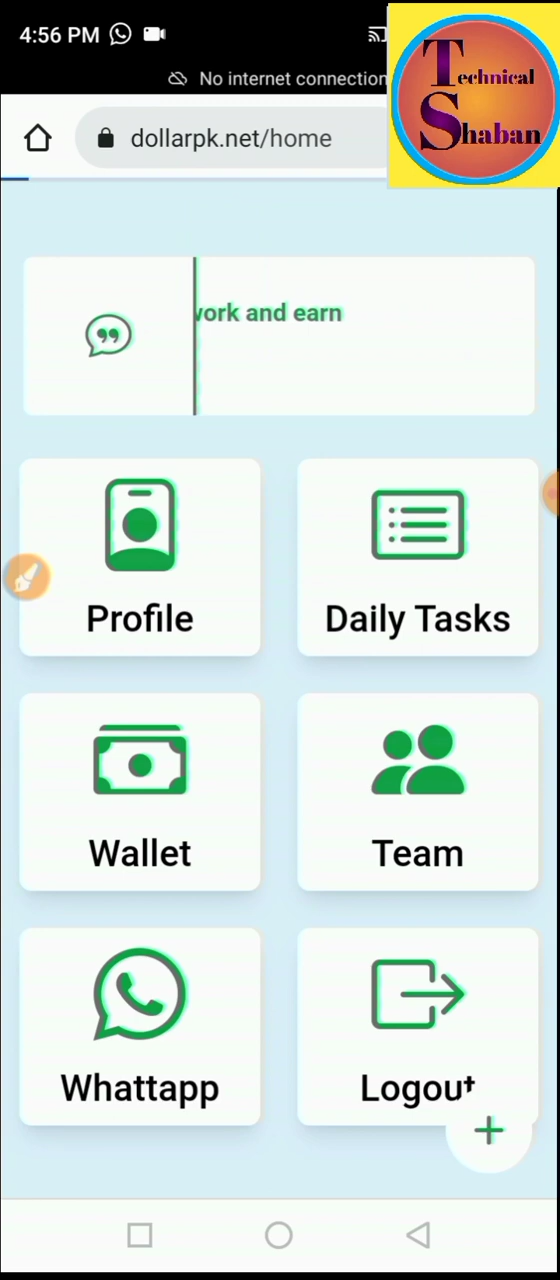 4:56 PM
No internet connection
dollarpk.net/home
Technical
Shaban
work and earn
Profile
Daily Tasks
Wallet
Team
Whattapp
Logout